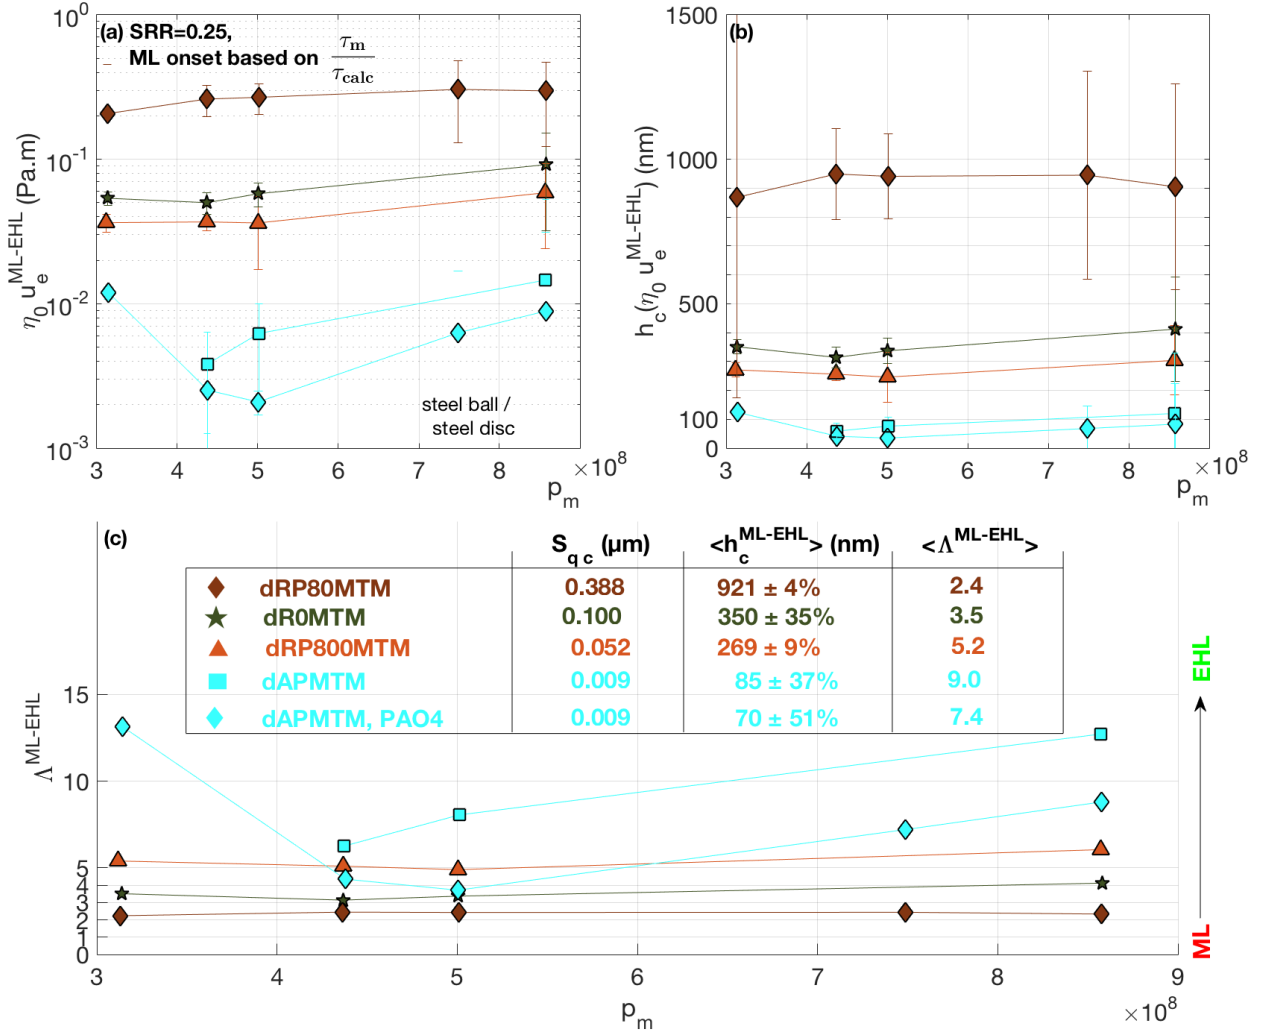 (a) SRR=0.25,
ML onset based on τ_m / τ_calc
10^0
10^-1
10^-2
10^-3
η_0 u_e^ML-EHL (Pa.m)
steel ball /
steel disc
3 4 5 6 7 8 ×10^8
p_m
(b)
1500
1000
500
100
0
h_c(η_0 u_e^ML-EHL) (nm)
3 4 5 6 7 8 ×10^8
p_m
(c)
S_q c (µm) <h_c^ML-EHL> (nm) <Λ^ML-EHL>
dRP80MTM 0.388 921 ± 4% 2.4
dR0MTM 0.100 350 ± 35% 3.5
dRP800MTM 0.052 269 ± 9% 5.2
dAPMTM 0.009 85 ± 37% 9.0
dAPMTM, PAO4 0.009 70 ± 51% 7.4
15
10
5
4
3
2
1
0
Λ^ML-EHL
3 4 5 6 7 8 9
×10^8
p_m
EHL
ML